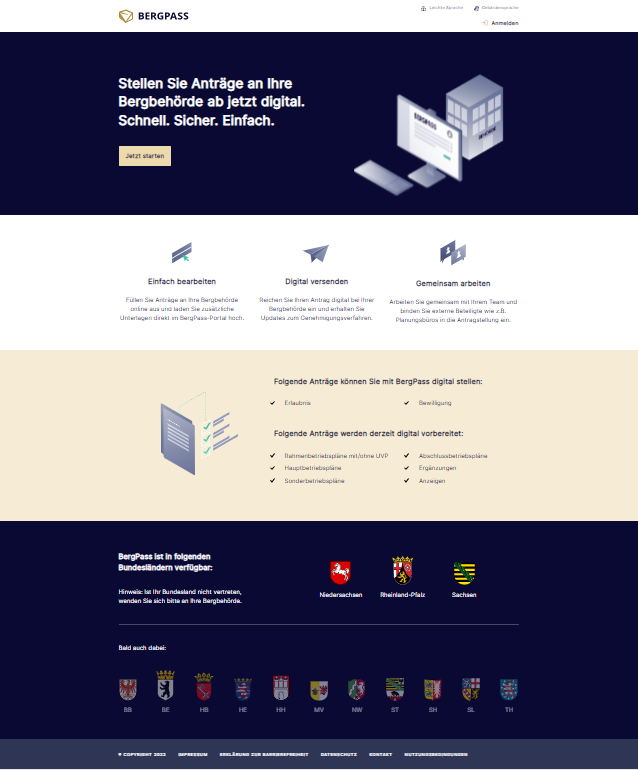 BERGPASS
Leichte Sprache
Gebärdensprache
Anmelden
Stellen Sie Anträge an Ihre
Bergbehörde ab jetzt digital.
Schnell. Sicher. Einfach.
Jetzt starten
BERGPASS
Einfach bearbeiten
Füllen Sie Anträge an Ihre Bergbehörde
online aus und laden Sie zusätzliche
Unterlagen direkt im BergPass-Portal hoch.
Digital versenden
Reichen Sie Ihren Antrag digital bei Ihrer
Bergbehörde ein und erhalten Sie
Updates zum Genehmigungsverfahren.
Gemeinsam arbeiten
Arbeiten Sie gemeinsam mit Ihrem Team und
binden Sie externe Beteiligte wie z.B.
Planungsbüros in die Antragstellung ein.
Folgende Anträge können Sie mit BergPass digital stellen:
Erlaubnis
Bewilligung
Folgende Anträge werden derzeit digital vorbereitet:
Rahmenbetriebspläne mit/ohne UVP
Abschlussbetriebspläne
Hauptbetriebspläne
Ergänzungen
Sonderbetriebspläne
Anzeigen
BergPass ist in folgenden
Bundesländern verfügbar:
Hinweis: Ist Ihr Bundesland nicht vertreten,
wenden Sie sich bitte an Ihre Bergbehörde.
Niedersachsen
Rheinland-Pfalz
Sachsen
Bald auch dabei:
BB
BE
HB
HE
HH
MV
NW
ST
SH
SL
TH
© COPYRIGHT 2023
IMPRESSUM
ERKLÄRUNG ZUR BARRIEREFREIHEIT
DATENSCHUTZ
KONTAKT
NUTZUNGSBEDINGUNGEN